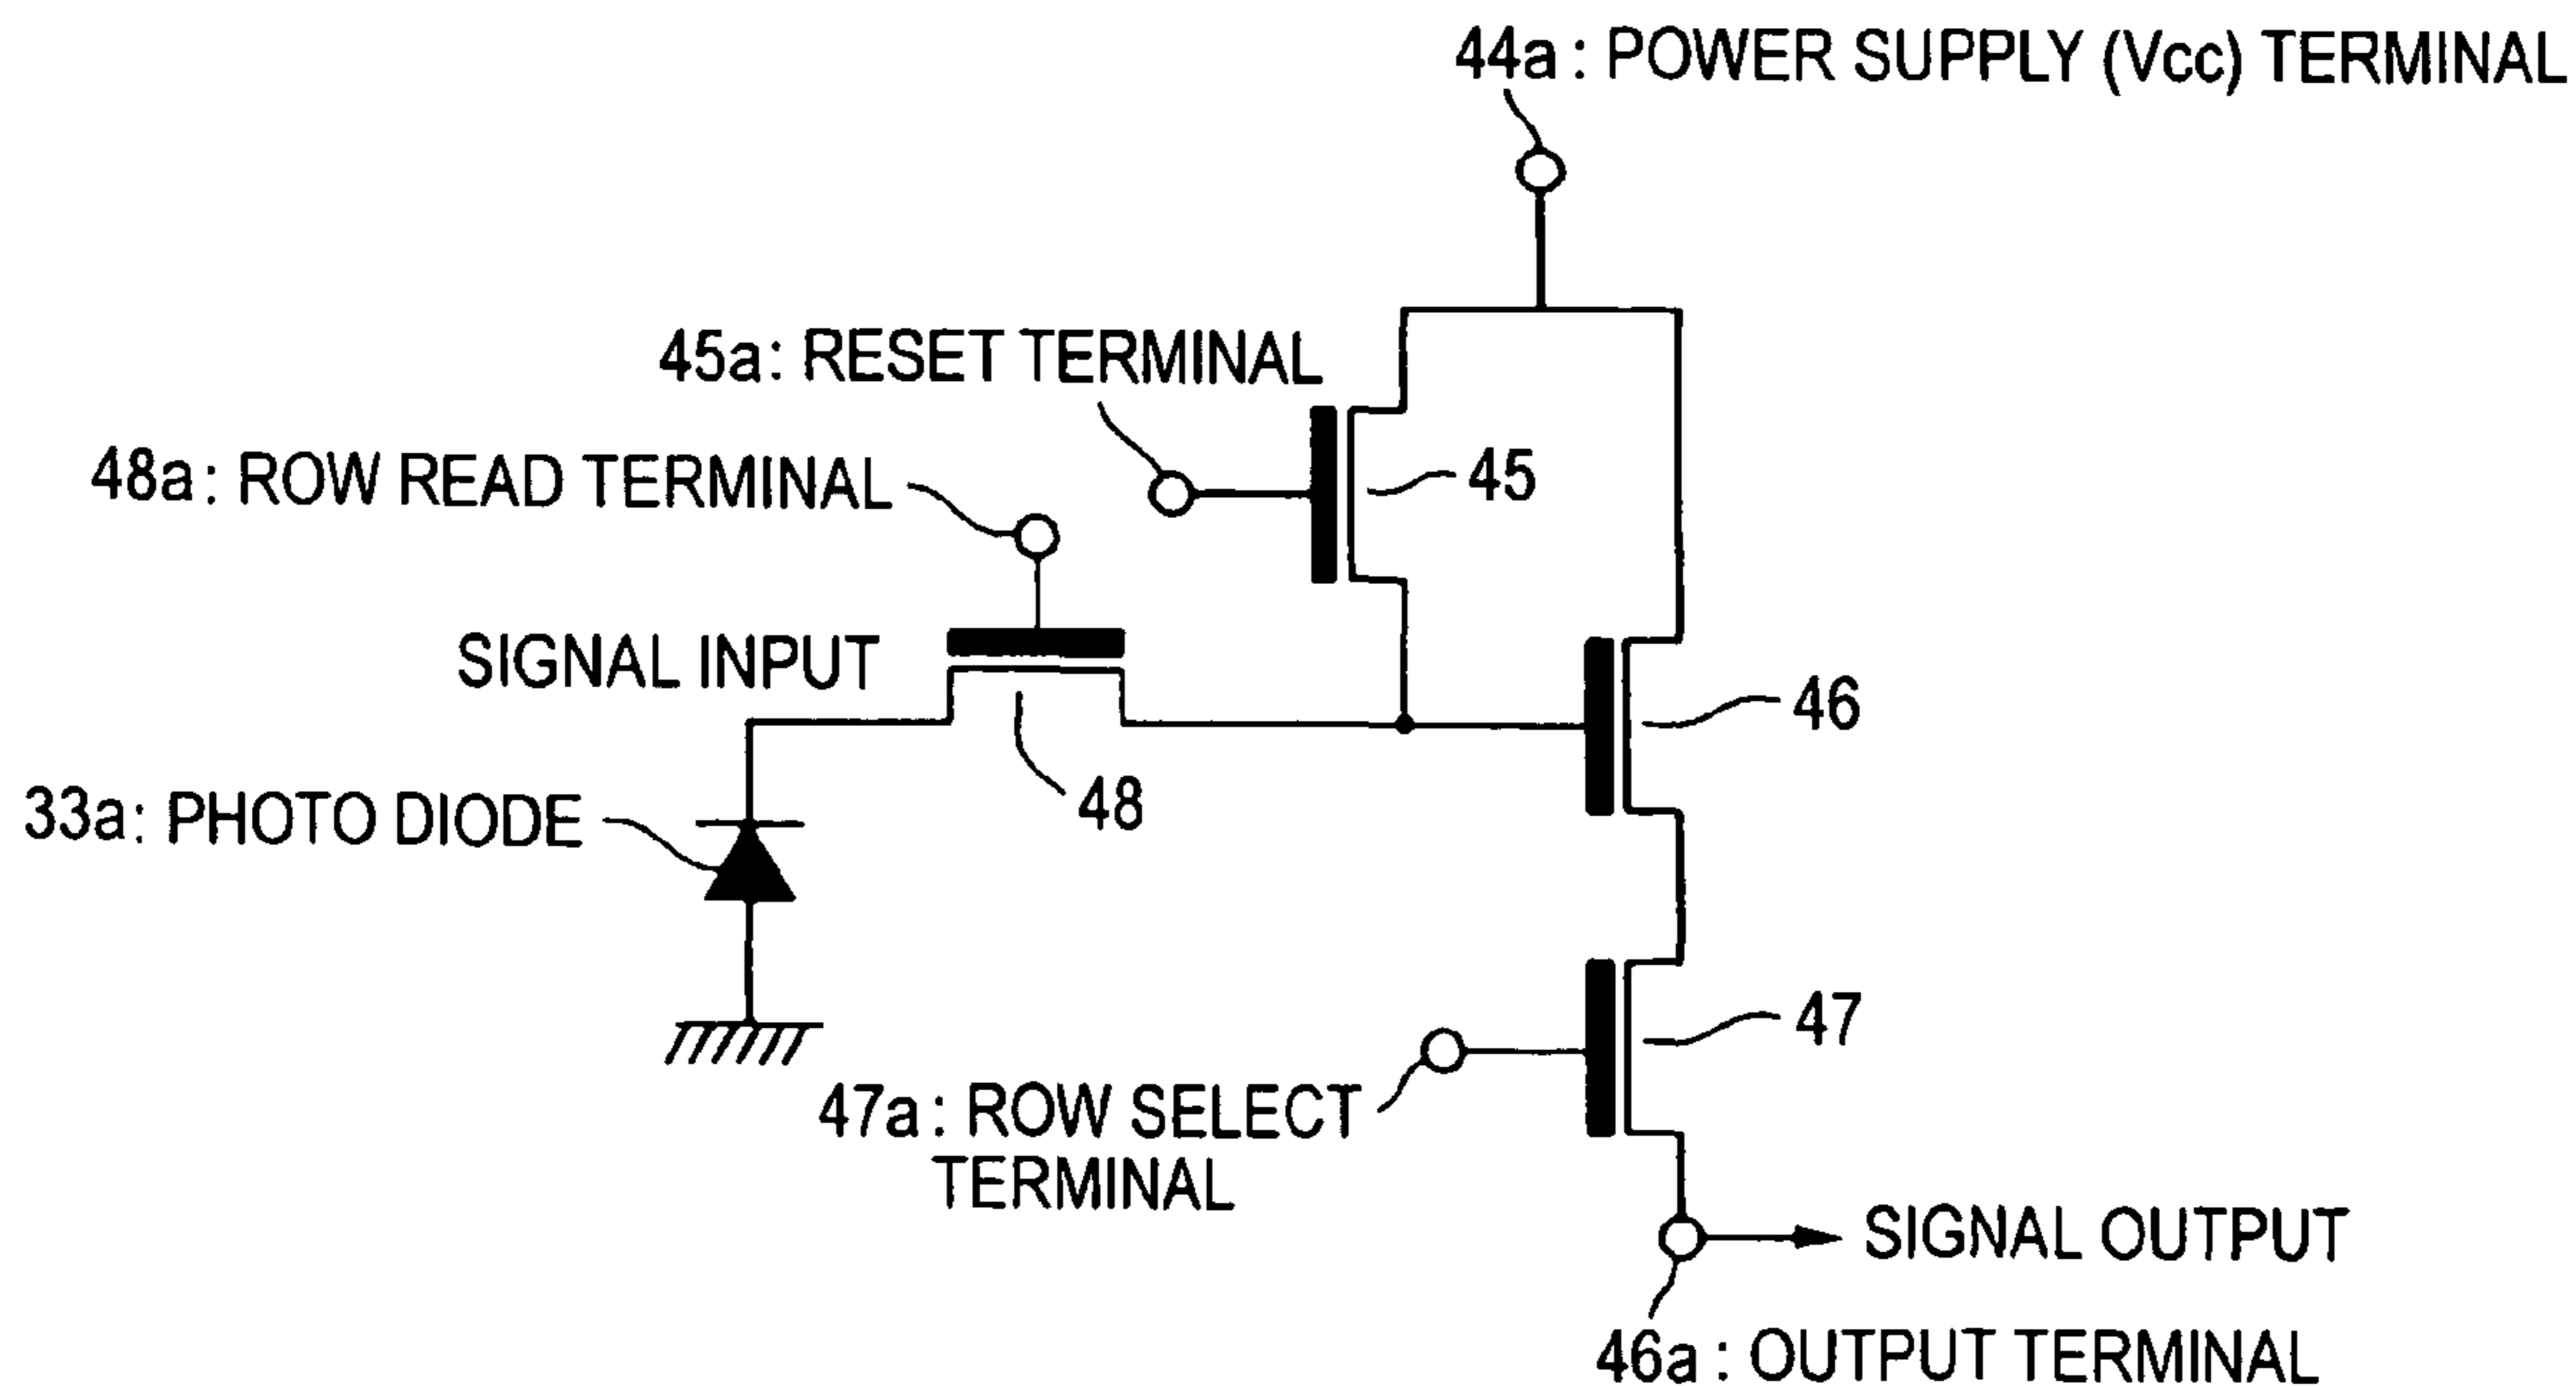 44a: POWER SUPPLY (Vcc) TERMINAL
45a: RESET TERMINAL
48a: ROW READ TERMINAL
45
SIGNAL INPUT
46
48
33a: PHOTO DIODE
47
47a: ROW SELECT
TERMINAL
SIGNAL OUTPUT
46a: OUTPUT TERMINAL